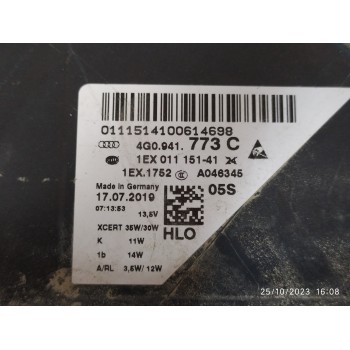 0111514100614698
4G0.941. 773 C
1EX 011 151-41
1EX.1752 A046345
Made in Germany 05S
17.07.2019
07:13:53
13,5V
XCERT 35W/30W
K 11W HLO
1b 14W
A/RL 3,5W/12W
25/10/2023 16:08